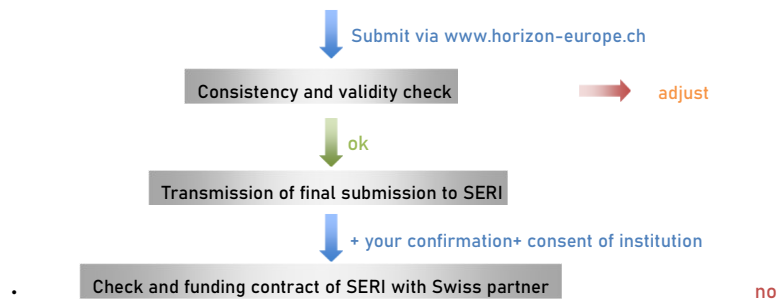 Submit via www.horizon-europe.ch
Consistency and validity check adjust
ok
Transmission of final submission to SERI
+ your confirmation+ consent of institution
• Check and funding contract of SERI with Swiss partner no